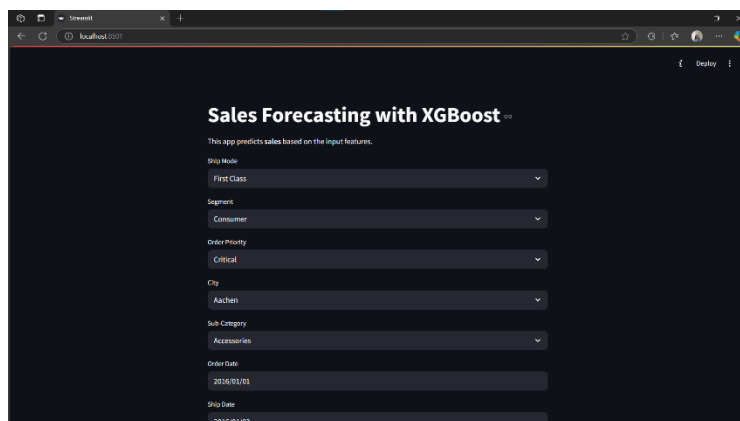 Streamlit
localhost:8501
Deploy
Sales Forecasting with XGBoost
This app predicts sales based on the input features.
Ship Mode
First Class
Segment
Consumer
Order Priority
Critical
City
Aachen
Sub-Category
Accessories
Order Date
2016/01/01
Ship Date